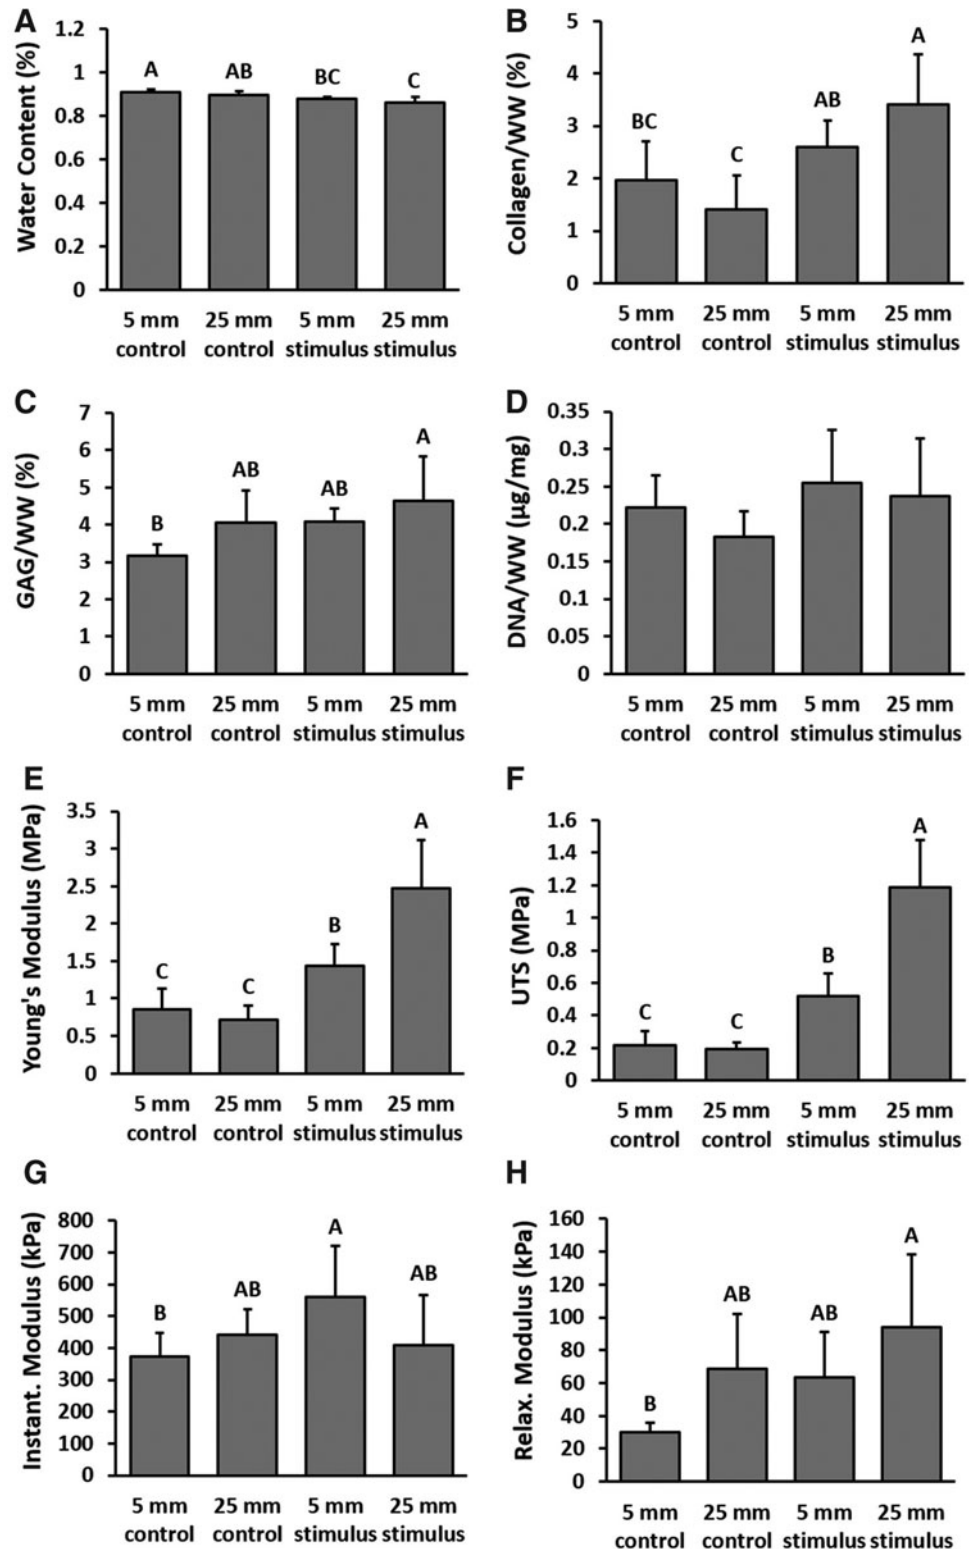 A
Water Content (%)
1.2
1
0.8
0.6
0.4
0.2
0
A
AB
BC
C
5 mm 25 mm 5 mm 25 mm
control control stimulus stimulus
B
Collagen/WW (%)
5
4
3
2
1
0
BC
C
AB
A
5 mm 25 mm 5 mm 25 mm
control control stimulus stimulus
C
GAG/WW (%)
7
6
5
4
3
2
1
0
B
AB
AB
A
5 mm 25 mm 5 mm 25 mm
control control stimulus stimulus
D
DNA/WW (µg/mg)
0.35
0.3
0.25
0.2
0.15
0.1
0.05
0
5 mm 25 mm 5 mm 25 mm
control control stimulus stimulus
E
Young's Modulus (MPa)
3.5
3
2.5
2
1.5
1
0.5
0
C
C
B
A
5 mm 25 mm 5 mm 25 mm
control control stimulus stimulus
F
UTS (MPa)
1.6
1.4
1.2
1
0.8
0.6
0.4
0.2
0
C
C
B
A
5 mm 25 mm 5 mm 25 mm
control control stimulus stimulus
G
Instant. Modulus (kPa)
800
700
600
500
400
300
200
100
0
B
AB
A
AB
5 mm 25 mm 5 mm 25 mm
control control stimulus stimulus
H
Relax. Modulus (kPa)
160
140
120
100
80
60
40
20
0
B
AB
AB
A
5 mm 25 mm 5 mm 25 mm
control control stimulus stimulus